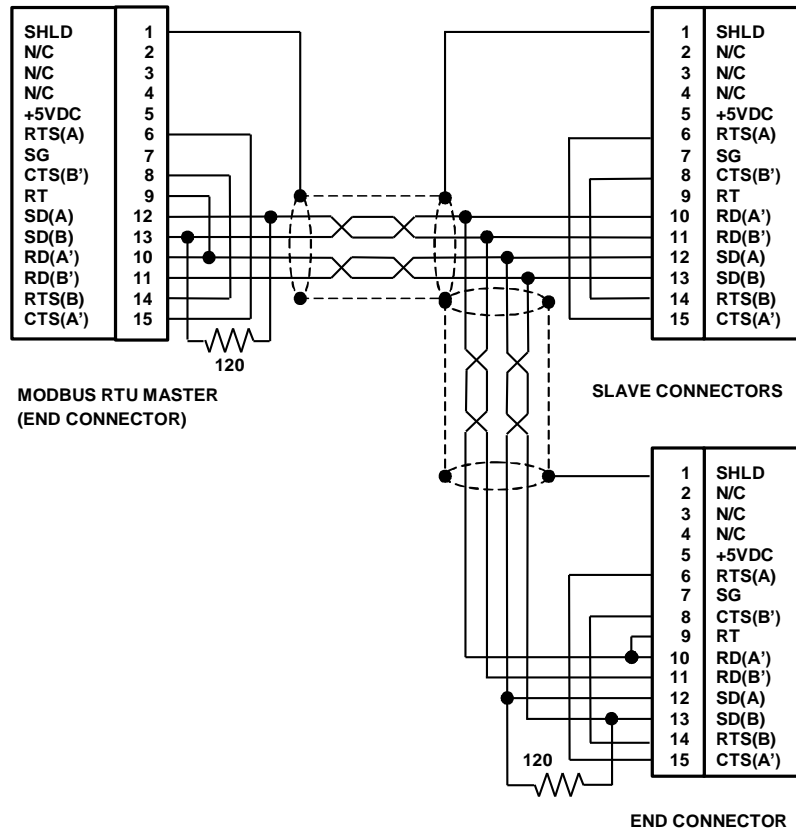 SHLD 1
N/C 2
N/C 3
N/C 4
+5VDC 5
RTS(A) 6
SG 7
CTS(B') 8
RT 9
SD(A) 12
SD(B) 13
RD(A') 10
RD(B') 11
RTS(B) 14
CTS(A') 15
120
MODBUS RTU MASTER
(END CONNECTOR)
1 SHLD
2 N/C
3 N/C
4 N/C
5 +5VDC
6 RTS(A)
7 SG
8 CTS(B')
9 RT
10 RD(A')
11 RD(B')
12 SD(A)
13 SD(B)
14 RTS(B)
15 CTS(A')
SLAVE CONNECTORS
1 SHLD
2 N/C
3 N/C
4 N/C
5 +5VDC
6 RTS(A)
7 SG
8 CTS(B')
9 RT
10 RD(A')
11 RD(B')
12 SD(A)
13 SD(B)
14 RTS(B)
15 CTS(A')
120
END CONNECTOR